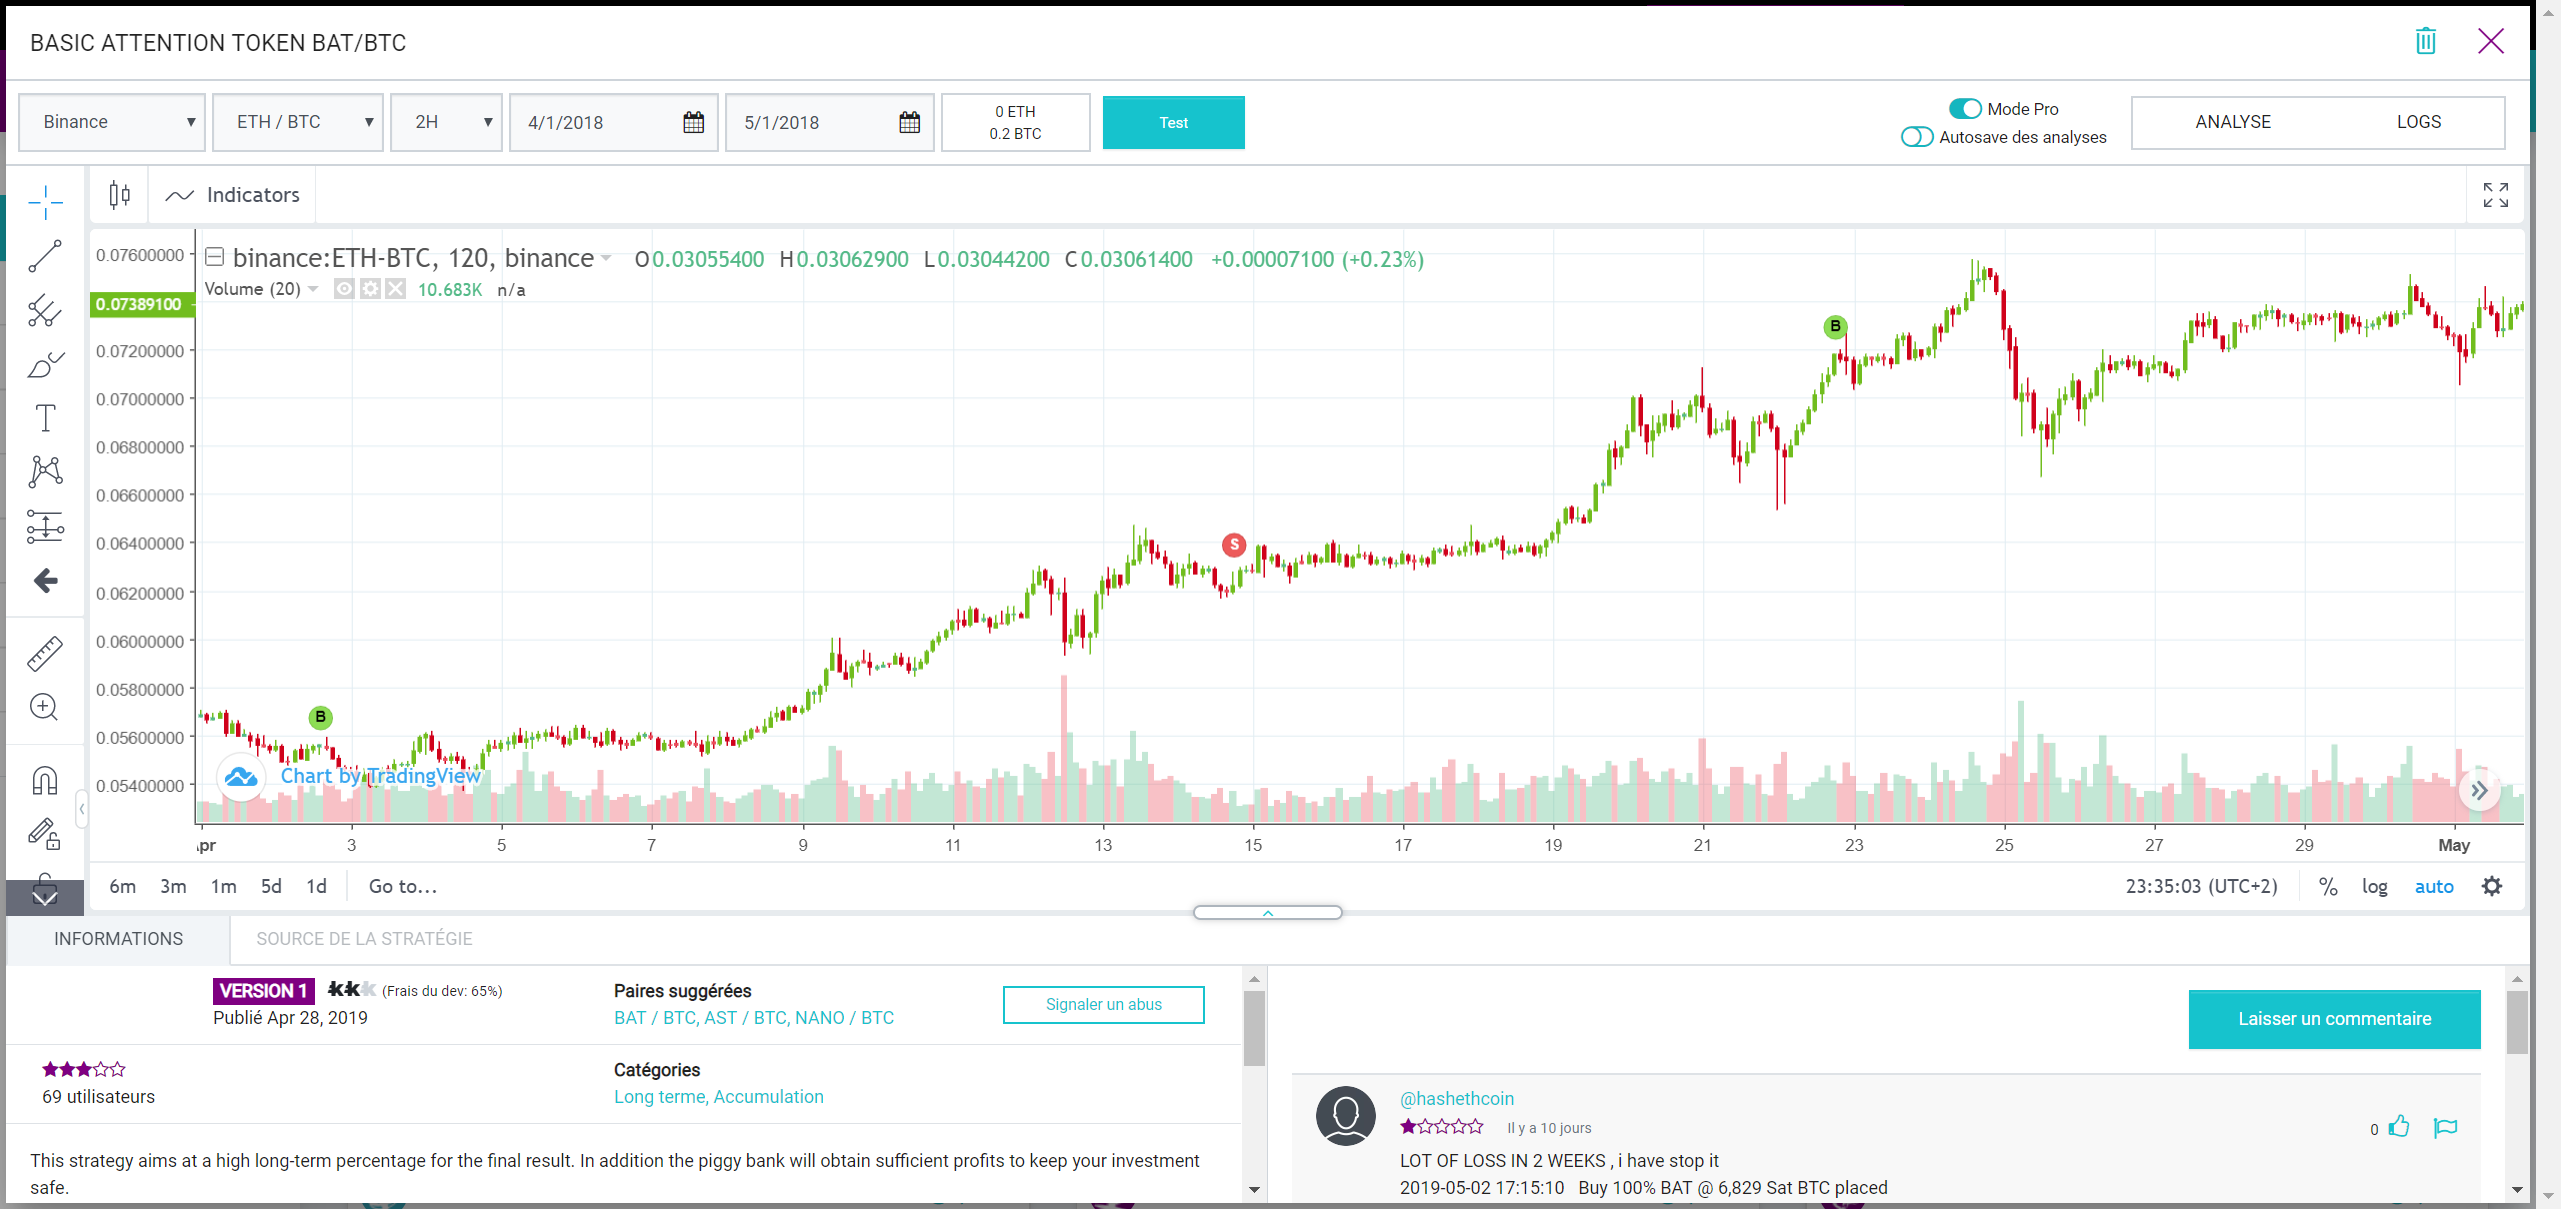 BASIC ATTENTION TOKEN BAT/BTC
Binance ETH / BTC 2H 4/1/2018 5/1/2018
0 ETH
0.2 BTC
Test
Mode Pro
Autosave des analyses
ANALYSE LOGS
Indicators
binance:ETH-BTC, 120, binance O0.03055400 H0.03062900 L0.03044200 C0.03061400 +0.00007100 (+0.23%)
Volume (20) 10.683K n/a
0.07600000
0.07389100
0.07200000
0.07000000
0.06800000
0.06600000
0.06400000
0.06200000
0.06000000
0.05800000
0.05600000
0.05400000
B
S
B
Chart by TradingView
Apr 3 5 7 9 11 13 15 17 19 21 23 25 27 29 May
6m 3m 1m 5d 1d Go to... 23:35:03 (UTC+2) % log auto
INFORMATIONS SOURCE DE LA STRATÉGIE
VERSION 1 (Frais du dev: 65%)
Publié Apr 28, 2019
Paires suggérées
BAT / BTC, AST / BTC, NANO / BTC
Signaler un abus
69 utilisateurs
Catégories
Long terme, Accumulation
This strategy aims at a high long-term percentage for the final result. In addition the piggy bank will obtain sufficient profits to keep your investment
safe.
Laisser un commentaire
@hashethcoin
Il y a 10 jours
0
LOT OF LOSS IN 2 WEEKS , i have stop it
2019-05-02 17:15:10 Buy 100% BAT @ 6,829 Sat BTC placed